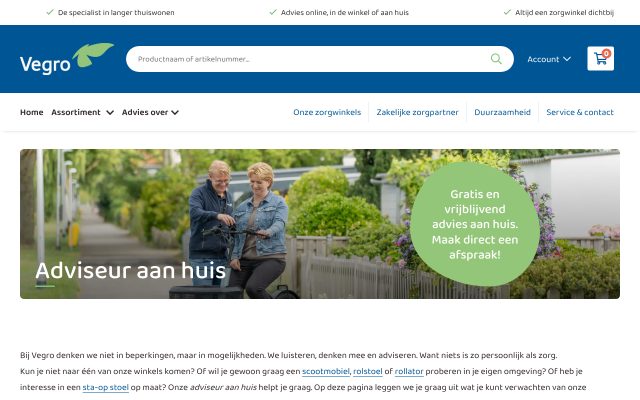 De specialist in langer thuiswonen
Advies online, in de winkel of aan huis
Altijd een zorgwinkel dichtbij
Vegro
Productnaam of artikelnummer...
Account
0
Home
Assortiment
Advies over
Onze zorgwinkels
Zakelijke zorgpartner
Duurzaamheid
Service & contact
Gratis en
vrijblijvend
advies aan huis.
Maak direct een
afspraak!
Adviseur aan huis
Bij Vegro denken we niet in beperkingen, maar in mogelijkheden. We luisteren, denken mee en adviseren. Want niets is zo persoonlijk als zorg.
Kun je niet naar één van onze winkels komen? Of wil je gewoon graag een scootmobiel, rolstoel of rollator proberen in je eigen omgeving? Of heb je
interesse in een sta-op stoel op maat? Onze adviseur aan huis helpt je graag. Op deze pagina leggen we je graag uit wat je kunt verwachten van onze